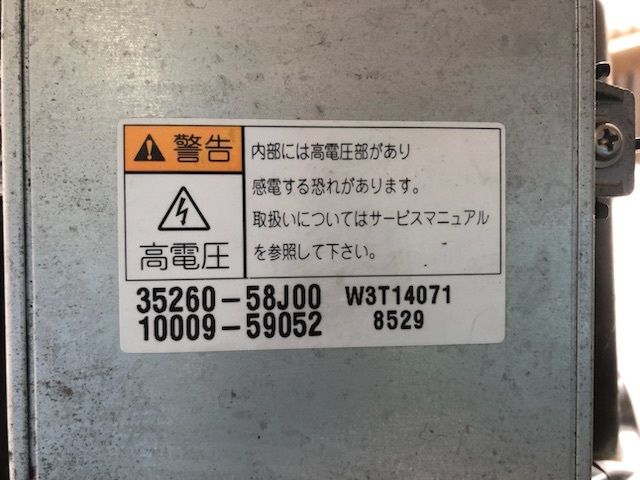 警告
高電圧
内部には高電圧部があり
感電する恐れがあります。
取扱いについてはサービスマニュアル
を参照して下さい。
35260-58J00 W3T14071
10009-59052 8529